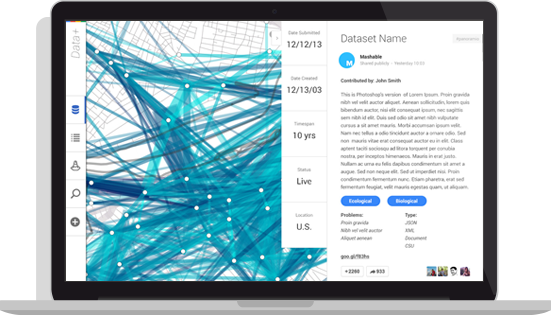 Data+
Date Submitted
12/12/13
Date Created
12/13/03
Timespan
10 yrs
Status
Live
Location
U.S.
Dataset Name
M
Mashable
Shared publicly - Yesterday 15:03
Contributed by: John Smith
This is Photoshop's version of Lorem Ipsum. Proin gravida
nibh vel velit auctor aliquet. Aenean sollicitudin, lorem quis
bibendum auctor, nisi elit consequat ipsum, nec sagittis
sem nibh id elit. Duis sed odio sit amet nibh vulputate
cursus a sit amet mauris. Morbi accumsan ipsum velit.
Nam nec tellus a odio tincidunt auctor a ornare odio. Sed
non mauris vitae erat consequat auctor eu in elit. Class
aptent taciti sociosqu ad litora torquent per conubia
nostra, per inceptos himenaeos. Mauris in erat justo.
Nullam ac urna eu felis dapibus condimentum sit amet a
augue. Sed non neque elit. Sed ut imperdiet nisi. Proin
condimentum fermentum nunc. Etiam pharetra, erat sed
fermentum feugiat, velit mauris egestas quam, ut aliquam.
Ecological Biological
Problems: Type:
Proin gravida JSON
Nibh vel velit auctor XML
Aliquet aenean Document
CSU
+2260 933